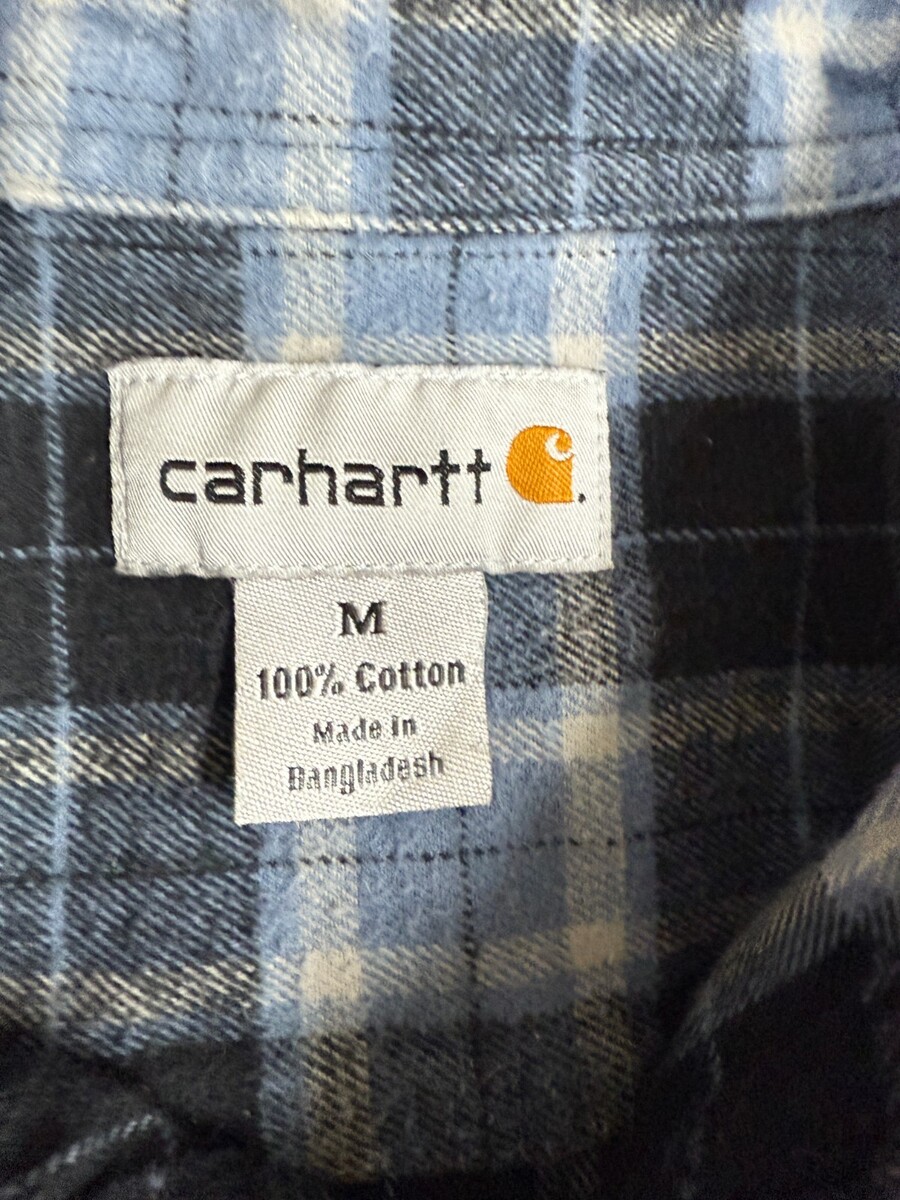 carhartt
M
100% Cotton
Made in
Bangladesh